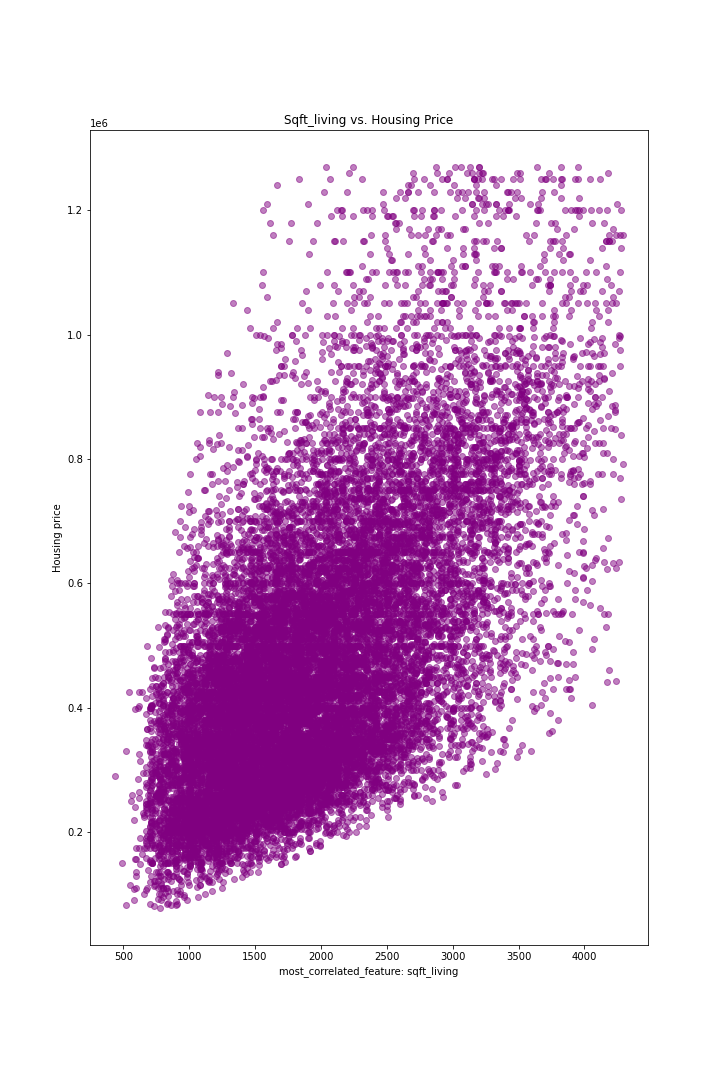 Sqft_living vs. Housing Price
1e6
1.2
1.0
0.8
0.6
0.4
0.2
Housing price
500 1000 1500 2000 2500 3000 3500 4000
most_correlated_feature: sqft_living